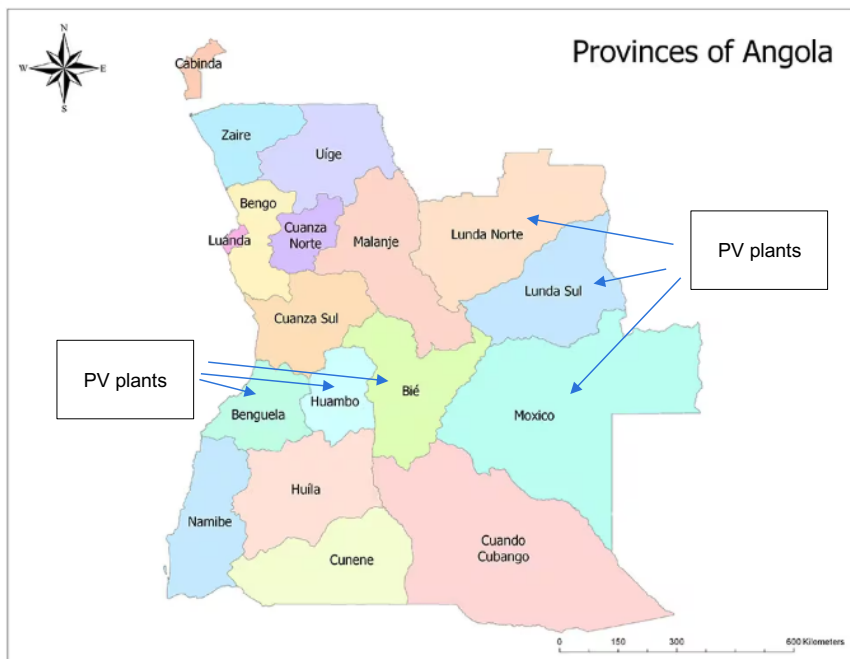 N
W E
S
Provinces of Angola
Cabinda
Zaire
Uíge
Bengo
Luanda
Cuanza
Norte
Malanje
Lunda Norte
PV plants
Lunda Sul
Cuanza Sul
PV plants
Benguela
Huambo
Bié
Moxico
Huíla
Namibe
Cunene
Cuando
Cubango
0 150 300 600 Kilometers